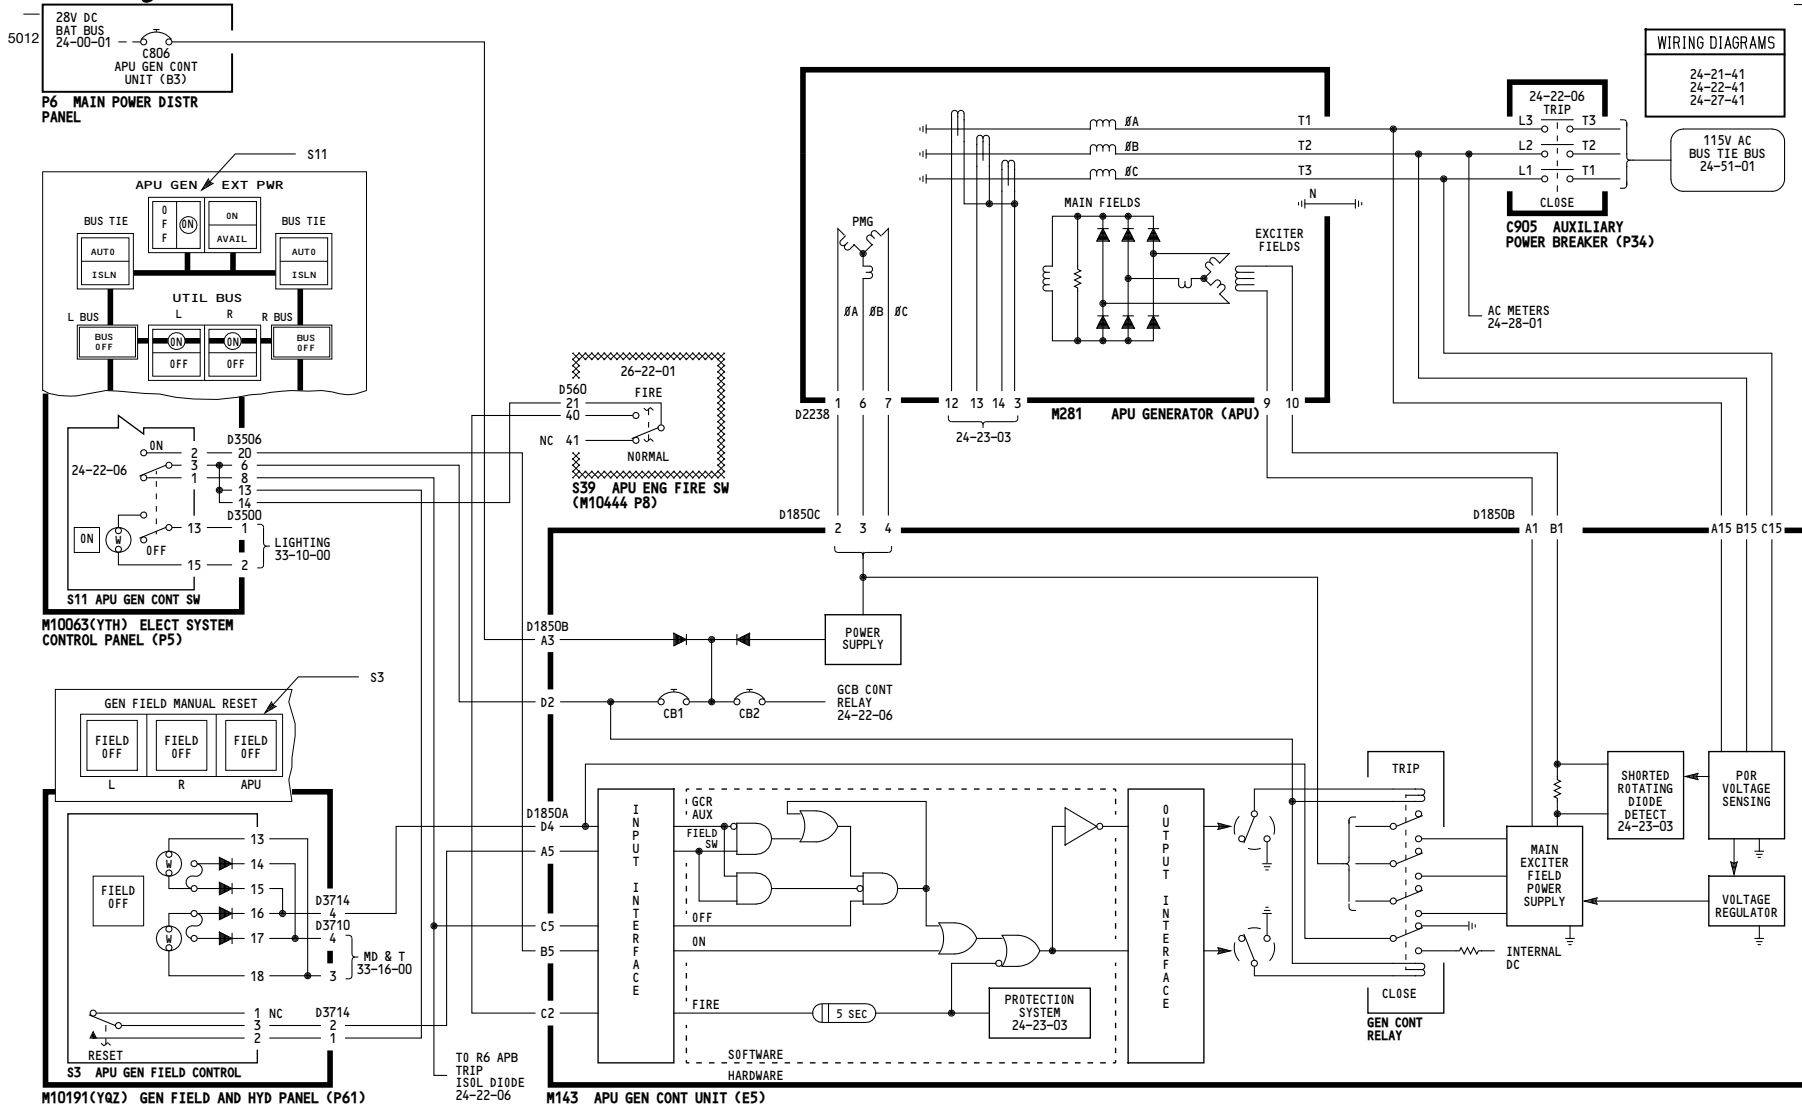 5012
28V DC
BAT BUS
24-00-01
C806
APU GEN CONT
UNIT (B3)
P6 MAIN POWER DISTR
PANEL
S11
APU GEN EXT PWR
BUS TIE
O
F
F
ON
ON
AVAIL
BUS TIE
AUTO
ISLN
AUTO
ISLN
UTIL BUS
L BUS
L
R
R BUS
BUS
OFF
ON
OFF
ON
OFF
BUS
OFF
24-22-06
ON
2
3
1
13
15
OFF
ON
W
D3506
20
6
8
13
14
D3500
1
2
LIGHTING
33-10-00
S11 APU GEN CONT SW
M10063(YTH) ELECT SYSTEM
CONTROL PANEL (P5)
S3
GEN FIELD MANUAL RESET
FIELD
OFF
FIELD
OFF
FIELD
OFF
L
R
APU
FIELD
OFF
W
W
13
14
15
16
17
18
D3714
4
D3710
4
3
MD & T
33-16-00
1 NC
3
2
D3714
2
1
RESET
S3 APU GEN FIELD CONTROL
M10191(YQZ) GEN FIELD AND HYD PANEL (P61)
TO R6 APB
TRIP
ISOL DIODE
24-22-06
26-22-01
D560
21
40
NC 41
FIRE
NORMAL
S39 APU ENG FIRE SW
(M10444 P8)
PMG
ØA
ØB
ØC
ØA
ØB
ØC
T1
T2
T3
N
MAIN FIELDS
EXCITER
FIELDS
D2238
1
6
7
12
13
14
3
24-23-03
M281 APU GENERATOR (APU)
9
10
24-22-06
TRIP
L3
T3
L2
T2
L1
T1
CLOSE
C905 AUXILIARY
POWER BREAKER (P34)
WIRING DIAGRAMS
24-21-41
24-22-41
24-27-41
115V AC
BUS TIE BUS
24-51-01
AC METERS
24-28-01
D1850C
2
3
4
D1850B
A1
B1
A15
B15
C15
D1850B
A3
D2
POWER
SUPPLY
CB1
CB2
GCB CONT
RELAY
24-22-06
D1850A
D4
A5
C5
B5
C2
INPUT INTERFACE
GCR
AUX
FIELD
SW
OFF
ON
FIRE
5 SEC
PROTECTION
SYSTEM
24-23-03
SOFTWARE
HARDWARE
OUTPUT INTERFACE
TRIP
CLOSE
GEN CONT
RELAY
INTERNAL
DC
MAIN
EXCITER
FIELD
POWER
SUPPLY
SHORTED
ROTATING
DIODE
DETECT
24-23-03
POR
VOLTAGE
SENSING
VOLTAGE
REGULATOR
M143 APU GEN CONT UNIT (E5)